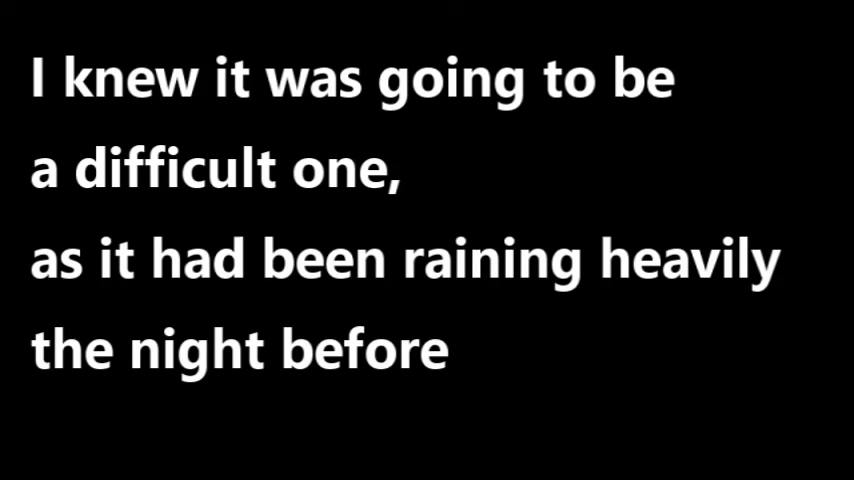 I knew it was going to be
a difficult one,
as it had been raining heavily
the night before